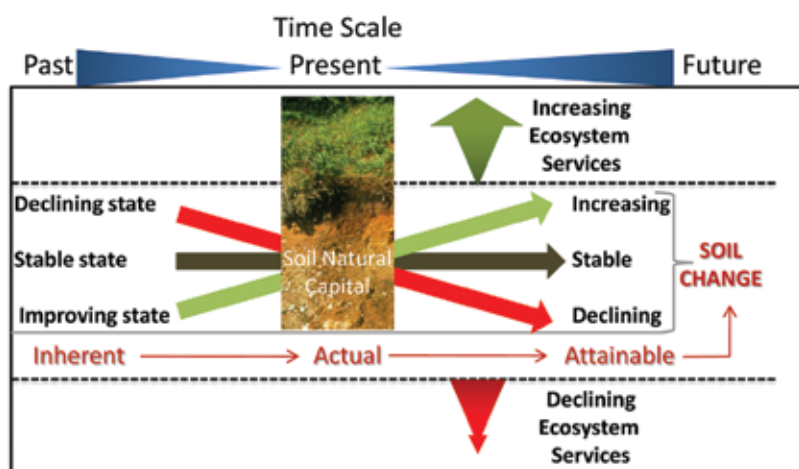 Time Scale
Past Present Future
Increasing
Ecosystem
Services
Declining state Increasing
Stable state Soil Natural Stable SOIL
Capital CHANGE
Improving state Declining
Inherent Actual Attainable
Declining
Ecosystem
Services